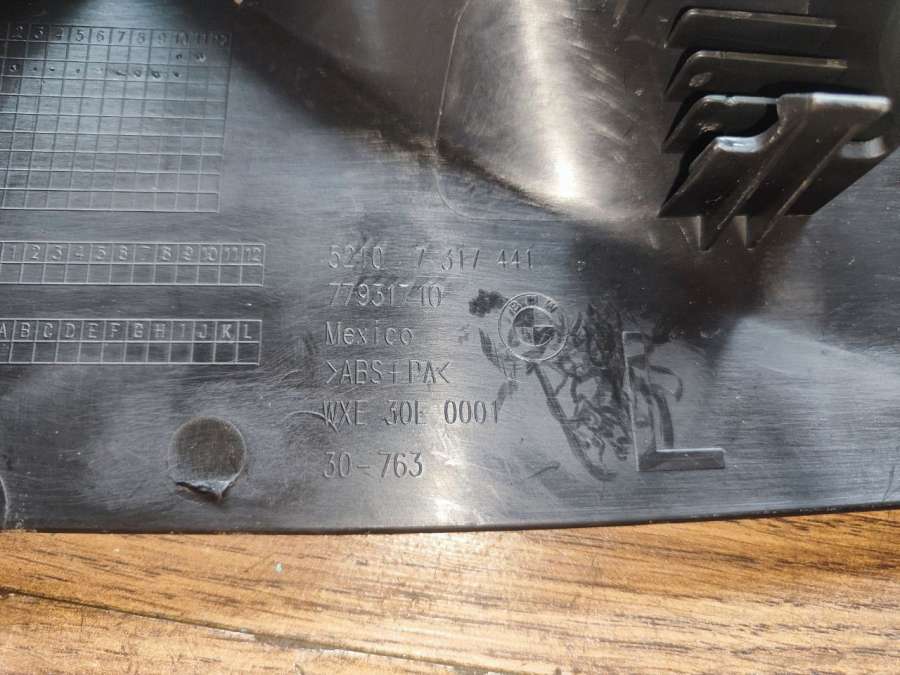 2 3 4 5 6 7 8 9 10 11 12
1 2 3 4 5 6 7 8 9 10 11 12
A B C D E F G H I J K L
5210 7 317 441
77931710
BMW
Mexico
>ABS+PA<
WXE 30E 0001
30-763
L